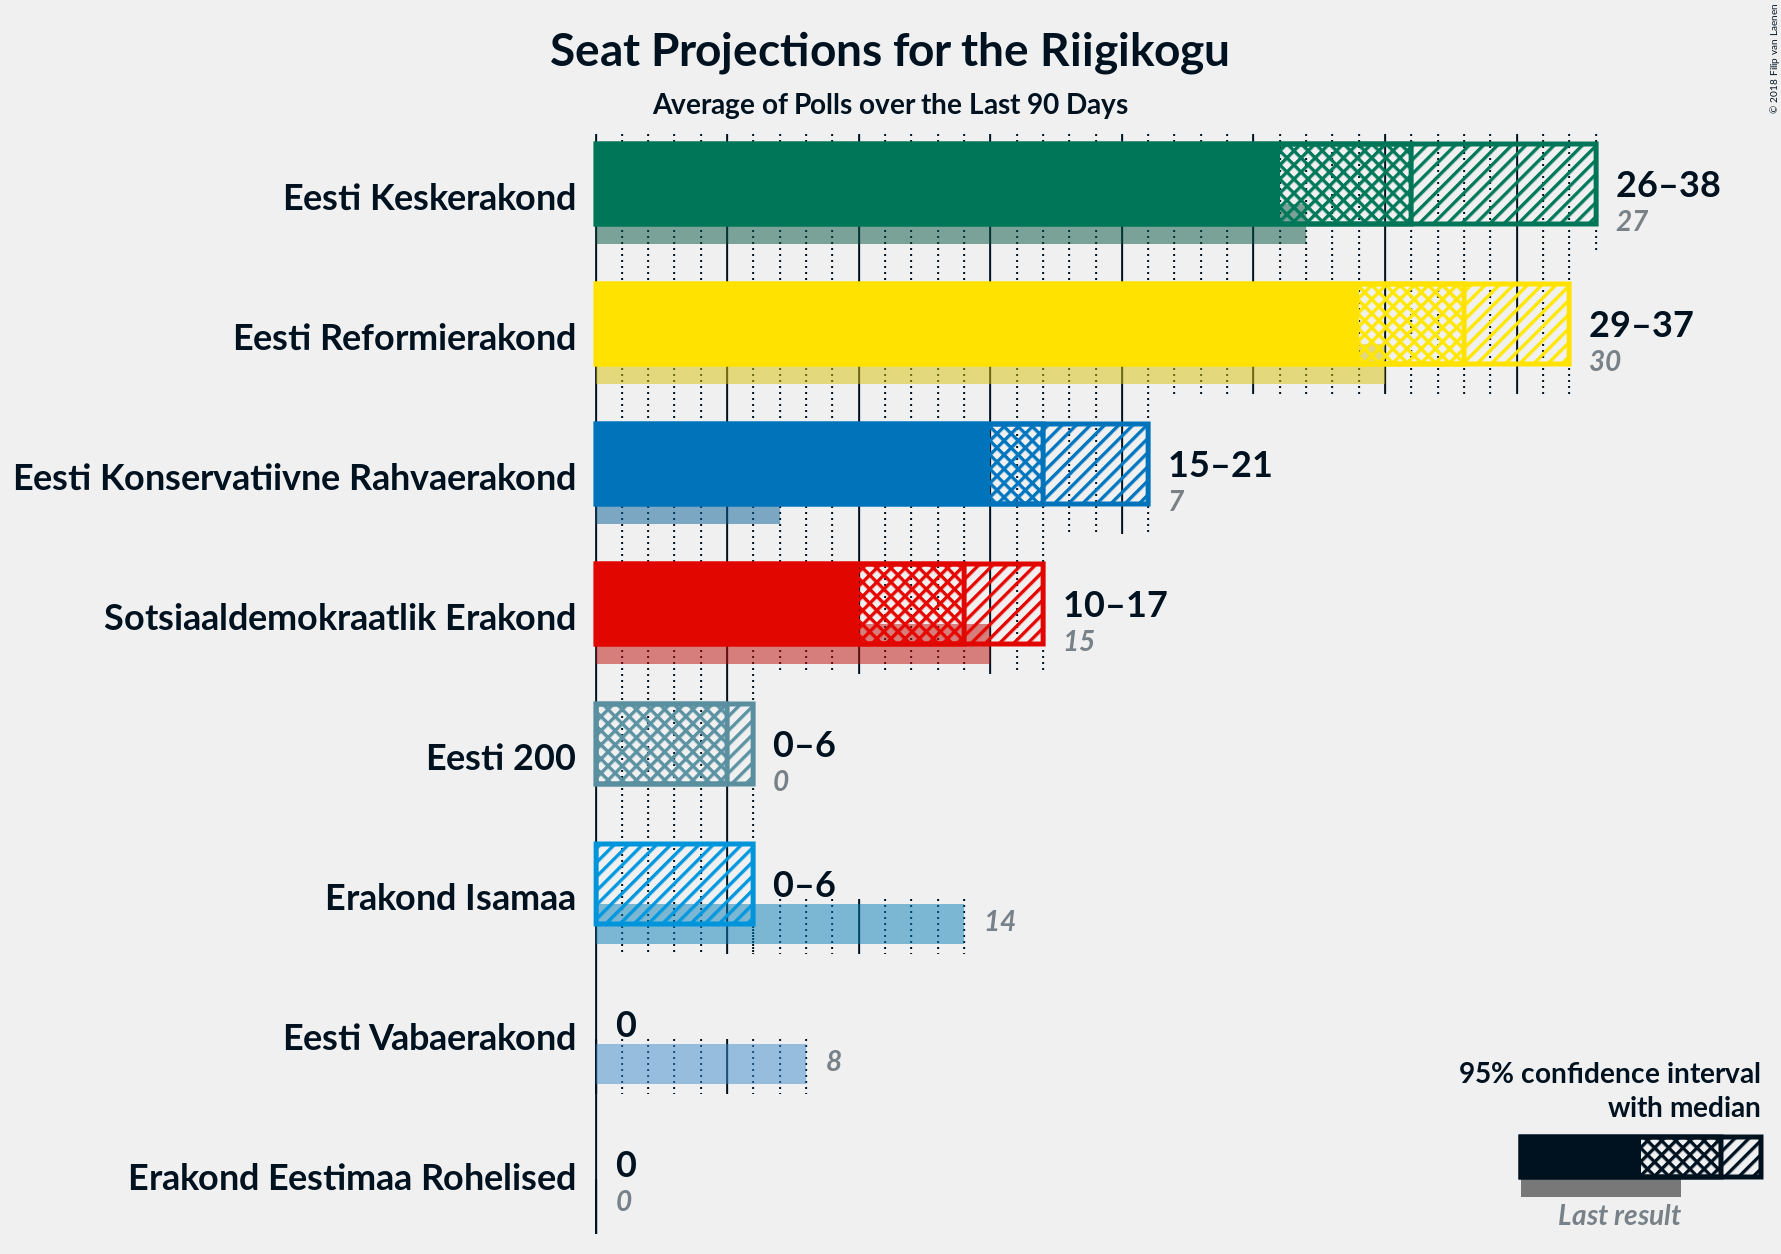 Seat Projections for the Riigikogu
Average of Polls over the Last 90 Days
© 2018 Filip van Laenen
Eesti Keskerakond
26–38
27
Eesti Reformierakond
29–37
30
Eesti Konservatiivne Rahvaerakond
15–21
7
Sotsiaaldemokraatlik Erakond
10–17
15
Eesti 200
0–6
0
Erakond Isamaa
0–6
14
Eesti Vabaerakond
0
8
Erakond Eestimaa Rohelised
0
0
95% confidence interval
with median
Last result